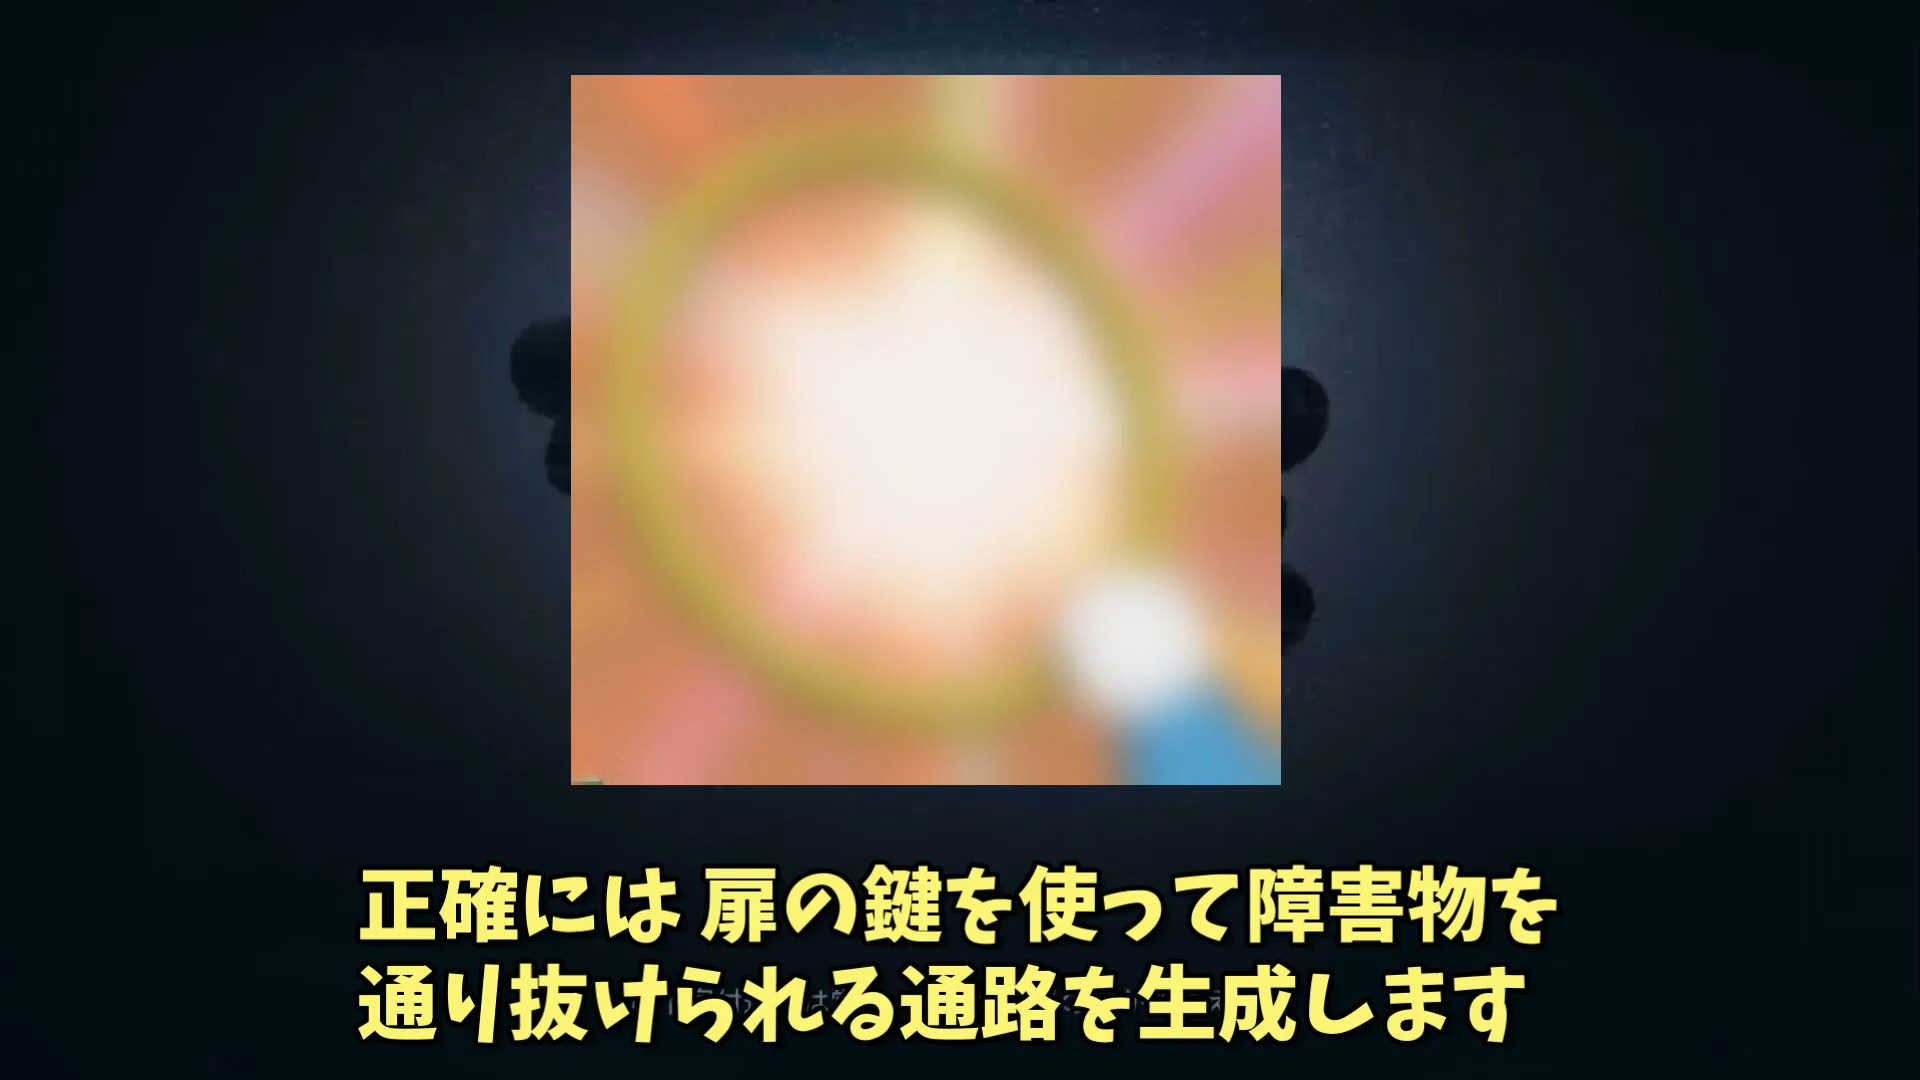 正確には 扉の鍵を使って障害物を
通り抜けられる通路を生成します